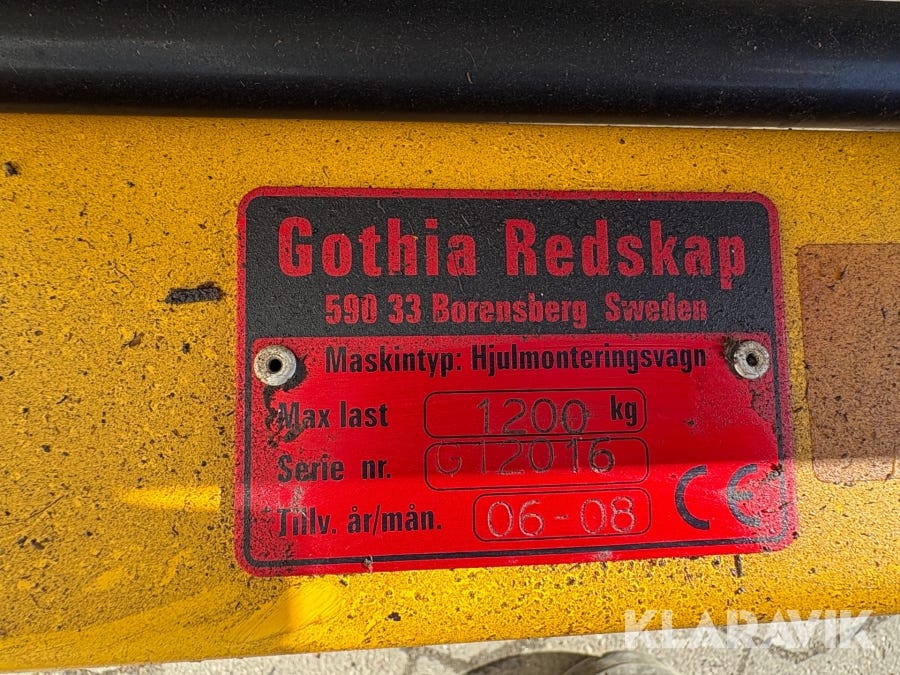 Gothia Redskap
590 33 Borensberg Sweden
Maskintyp: Hjulmonteringsvagn
Max last 1200 kg
Serie nr. G12016
Tillv. år/mån. 06-08
CE
KLARAVIK